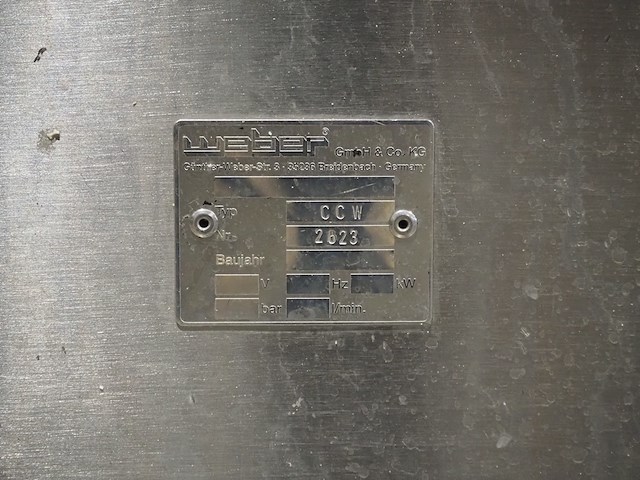 weber® GmbH & Co. KG
Günther-Weber-Str. 3 · 35236 Breidenbach · Germany
Typ CCW
Nr. 2623
Baujahr
V Hz kW
bar l/min.